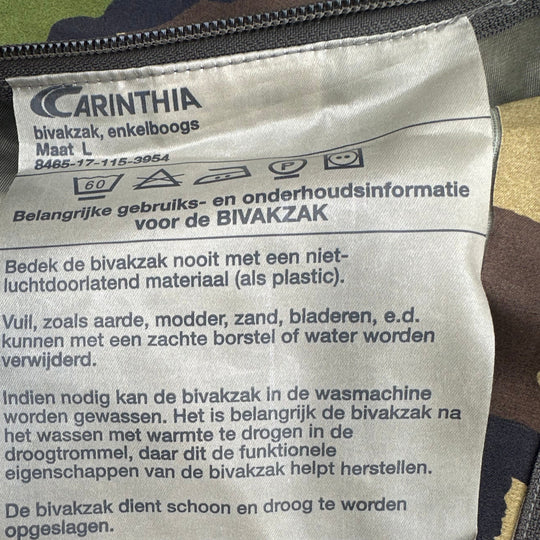 CARINTHIA
bivakzak, enkelboogs
Maat L
8465-17-115-3954
60 P
Belangrijke gebruiks- en onderhoudsinformatie
voor de BIVAKZAK
Bedek de bivakzak nooit met een niet-
luchtdoorlatend materiaal (als plastic).
Vuil, zoals aarde, modder, zand, bladeren, e.d.
kunnen met een zachte borstel of water worden
verwijderd.
Indien nodig kan de bivakzak in de wasmachine
worden gewassen. Het is belangrijk de bivakzak na
het wassen met warmte te drogen in de
droogtrommel, daar dit de funktionele
eigenschappen van de bivakzak helpt herstellen.
De bivakzak dient schoon en droog te worden
opgeslagen.